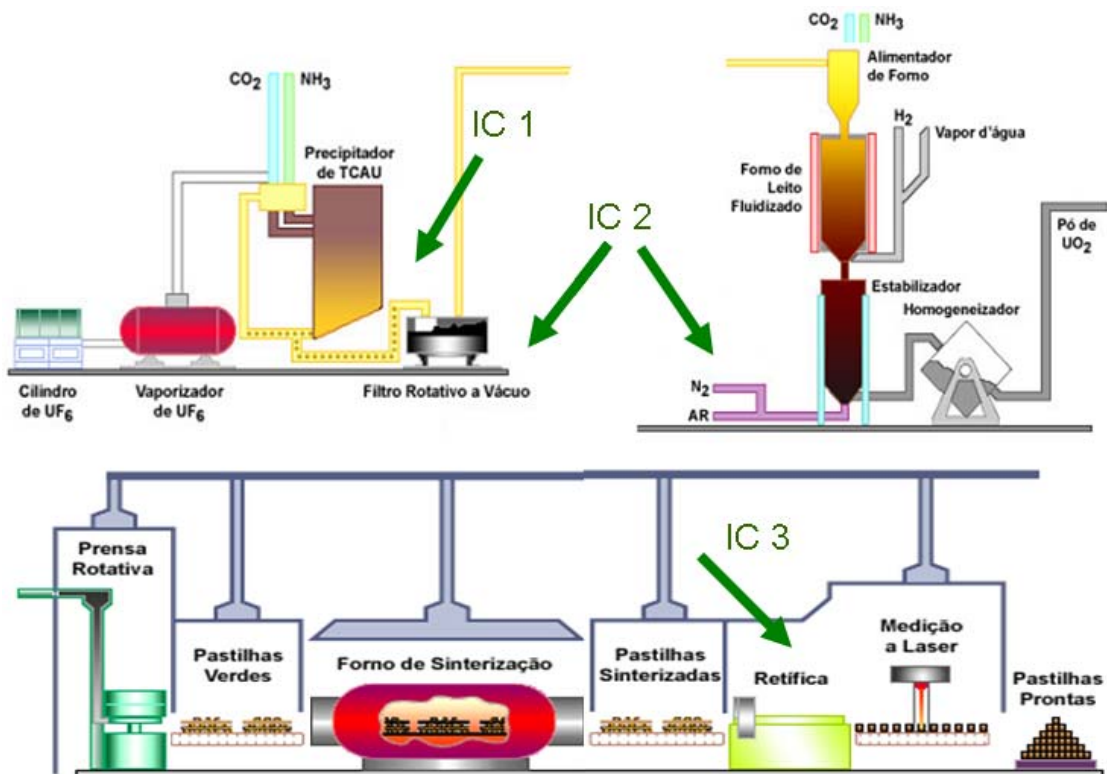 CO2 NH3
Precipitador
de TCAU
IC 1
Cilindro
de UF6
Vaporizador
de UF6
Filtro Rotativo a Vácuo
IC 2
CO2 NH3
Alimentador
de Forno
H2
Vapor d'água
Forno de
Leito
Fluidizado
Pó de
UO2
Estabilizador
Homogeneizador
N2
AR
Prensa
Rotativa
Pastilhas
Verdes
Forno de Sinterização
Pastilhas
Sinterizadas
IC 3
Retífica
Medição
a Laser
Pastilhas
Prontas